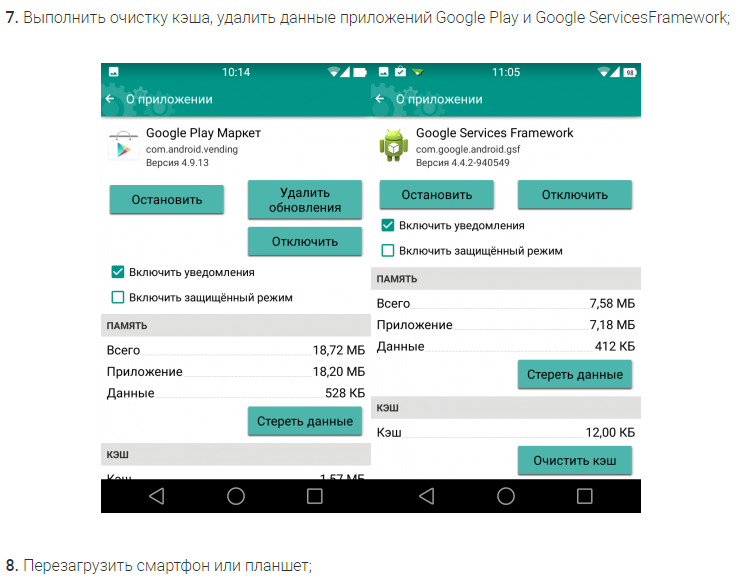 7. Выполнить очистку кэша, удалить данные приложений Google Play и Google ServicesFramework;
10:14
О приложении
Google Play Маркет
com.android.vending
Версия 4.9.13
Остановить
Удалить
обновления
Отключить
Включить уведомления
Включить защищённый режим
ПАМЯТЬ
Всего 18,72 МБ
Приложение 18,20 МБ
Данные 528 КБ
Стереть данные
КЭШ
Кэш 1,57 МБ
11:05
98
О приложении
Google Services Framework
com.google.android.gsf
Версия 4.4.2-940549
Остановить
Отключить
Включить уведомления
Включить защищённый режим
ПАМЯТЬ
Всего 7,58 МБ
Приложение 7,18 МБ
Данные 412 КБ
Стереть данные
КЭШ
Кэш 12,00 КБ
Очистить кэш
8. Перезагрузить смартфон или планшет;